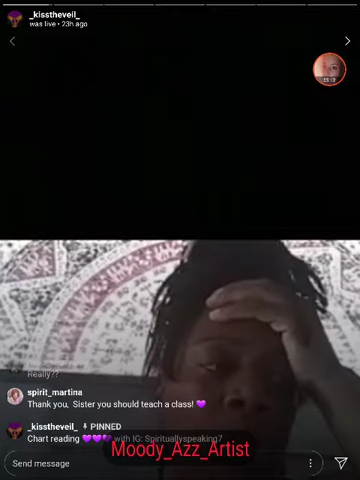 _kisstheveil_
was live • 23h ago
Really??
spirit_martina
Thank you, Sister you should teach a class! 💜
_kisstheveil_ PINNED
Chart reading 💜💜💜 with IG: Spirituallyspeaking7
Moody_Azz_Artist
Send message